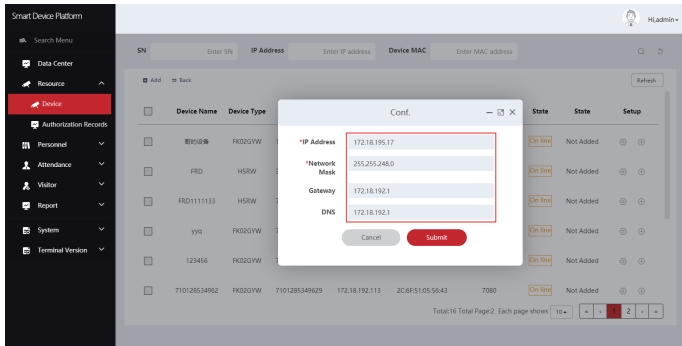 Smart Device Platform
Hi,admin
Search Menu
SN Enter SN IP Address Enter IP address Device MAC Enter MAC address
Data Center
Resource
Add Back Refresh
Device
Device Name Device Type State State Setup
Authorization Records
Conf.
Personnel
FK02GYW On line Not Added
*IP Address 172.18.195.17
Attendance
*Network Mask 255.255.248.0
FRD H5RW On line Not Added
Visitor
Gateway 172.18.192.1
FRD1111133 H5RW On line Not Added
Report
DNS 172.18.192.1
System
yyq FK02GYW On line Not Added
Cancel Submit
Terminal Version
123456 FK02GYW On line Not Added
710128534962 FK02GYW 7101285349629 172.18.192.113 2C:6F:51:05:56:43 7080 On line Not Added
Total:16 Total Page:2 Each page shows 10 « ‹ 1 2 › »